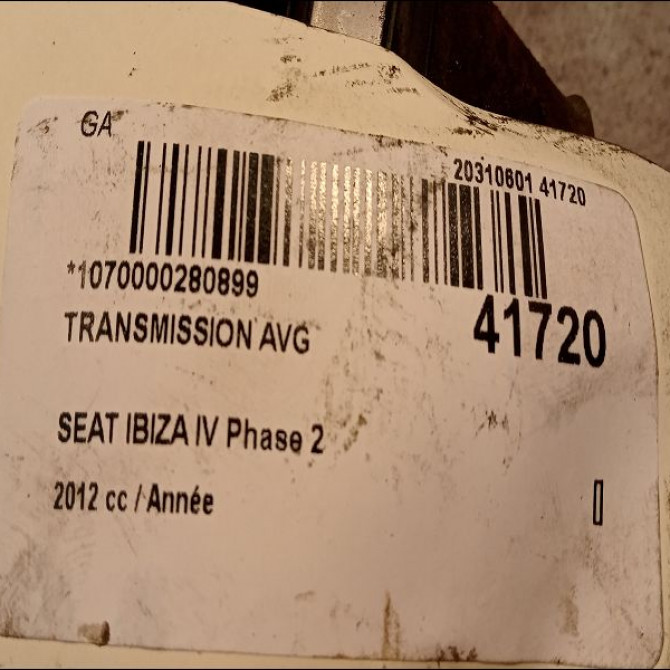 GA
20310601 41720
*1070000280899
41720
TRANSMISSION AVG
SEAT IBIZA IV Phase 2
2012 cc / Année